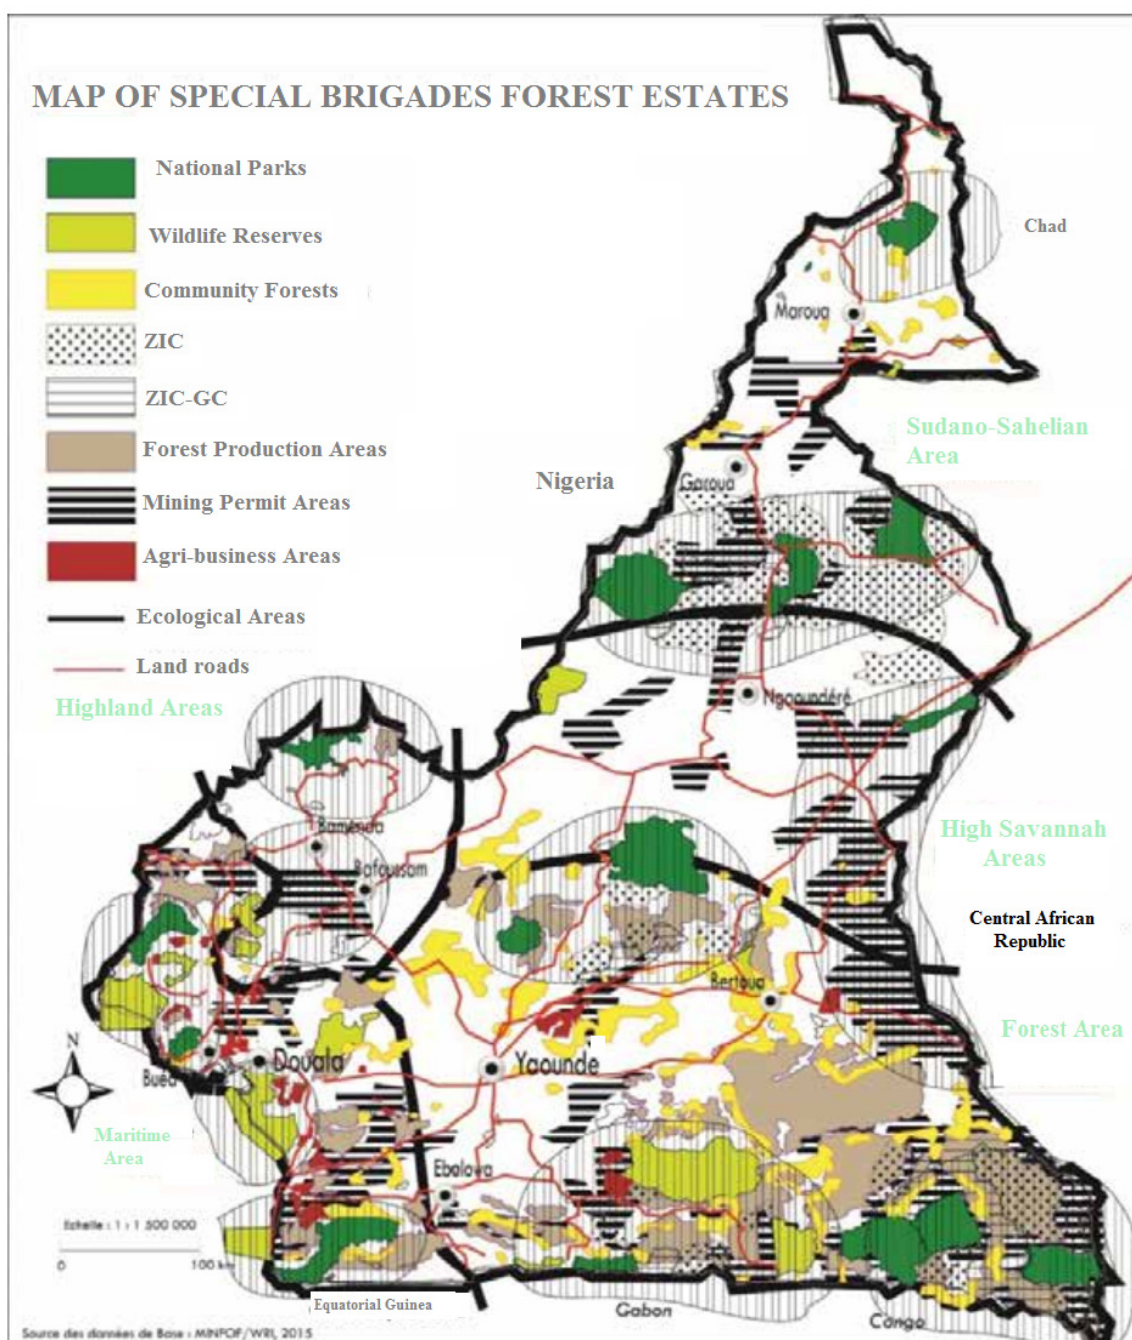 MAP OF SPECIAL BRIGADES FOREST ESTATES
National Parks
Wildlife Reserves
Community Forests
ZIC
ZIC-GC
Forest Production Areas
Mining Permit Areas
Agri-business Areas
Ecological Areas
Land roads
Chad
Maroua
Sudano-Sahelian
Area
Nigeria
Garoua
Highland Areas
Ngaoundéré
High Savannah
Areas
Bamenda
Bafoussam
Central African
Republic
Bertoua
Forest Area
N
Douala
Yaounde
Buea
Maritime
Area
Ebolowa
Echelle : 1 : 1 500 000
0 100 km
Equatorial Guinea
Gabon
Congo
Source des données de Base : MINFOF/WRI, 2015